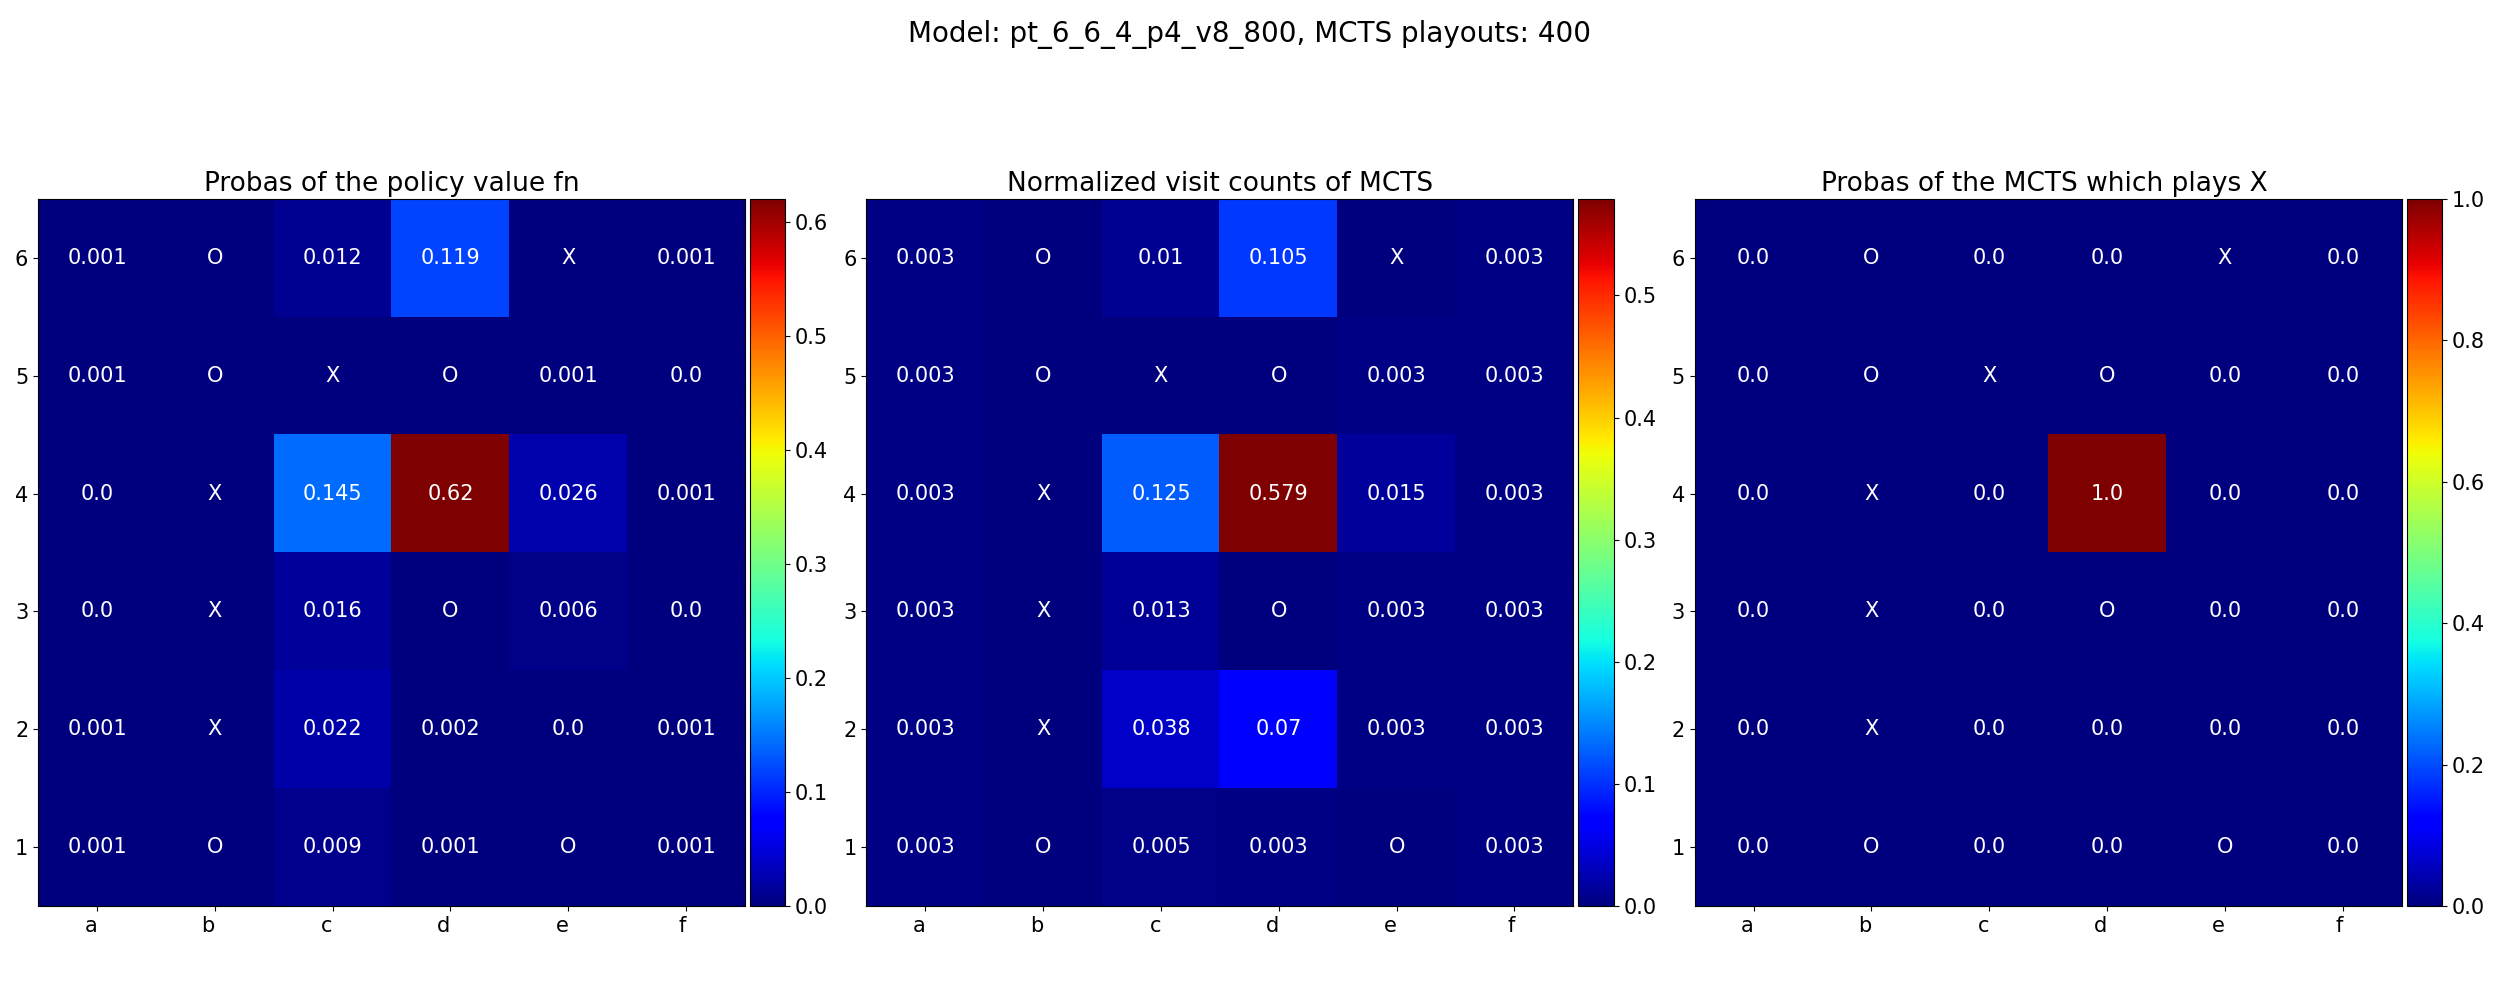 Model: pt_6_6_4_p4_v8_800, MCTS playouts: 400
Probas of the policy value fn
6 0.001 O 0.012 0.119 X 0.001
5 0.001 O X O 0.001 0.0
4 0.0 X 0.145 0.62 0.026 0.001
3 0.0 X 0.016 O 0.006 0.0
2 0.001 X 0.022 0.002 0.0 0.001
1 0.001 O 0.009 0.001 O 0.001
a b c d e f
0.6
0.5
0.4
0.3
0.2
0.1
0.0
Normalized visit counts of MCTS
6 0.003 O 0.01 0.105 X 0.003
5 0.003 O X O 0.003 0.003
4 0.003 X 0.125 0.579 0.015 0.003
3 0.003 X 0.013 O 0.003 0.003
2 0.003 X 0.038 0.07 0.003 0.003
1 0.003 O 0.005 0.003 O 0.003
a b c d e f
0.5
0.4
0.3
0.2
0.1
0.0
Probas of the MCTS which plays X
6 0.0 O 0.0 0.0 X 0.0
5 0.0 O X O 0.0 0.0
4 0.0 X 0.0 1.0 0.0 0.0
3 0.0 X 0.0 O 0.0 0.0
2 0.0 X 0.0 0.0 0.0 0.0
1 0.0 O 0.0 0.0 O 0.0
a b c d e f
1.0
0.8
0.6
0.4
0.2
0.0